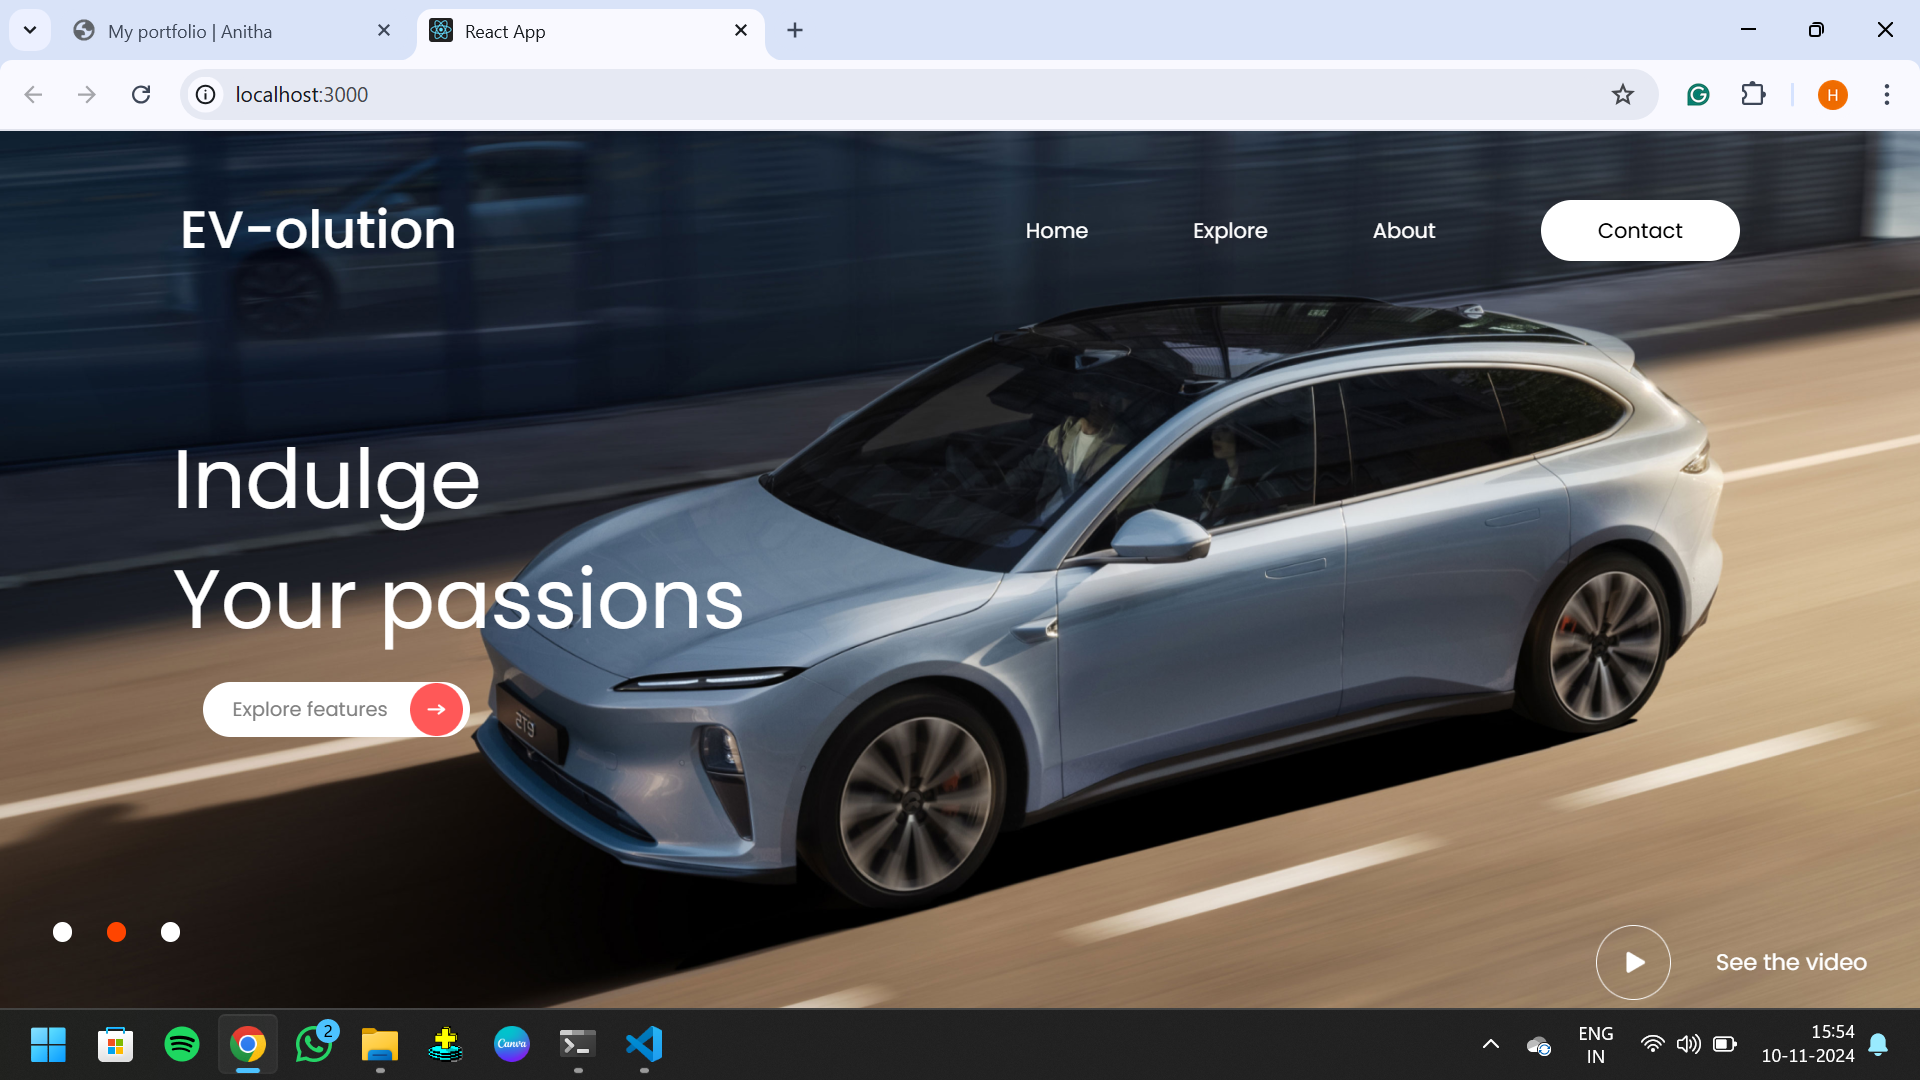 My portfolio | Anitha
React App
localhost:3000
H
EV-olution
Home
Explore
About
Contact
Indulge
Your passions
Explore features
See the video
2
Canva
ENG
IN
15:54
10-11-2024